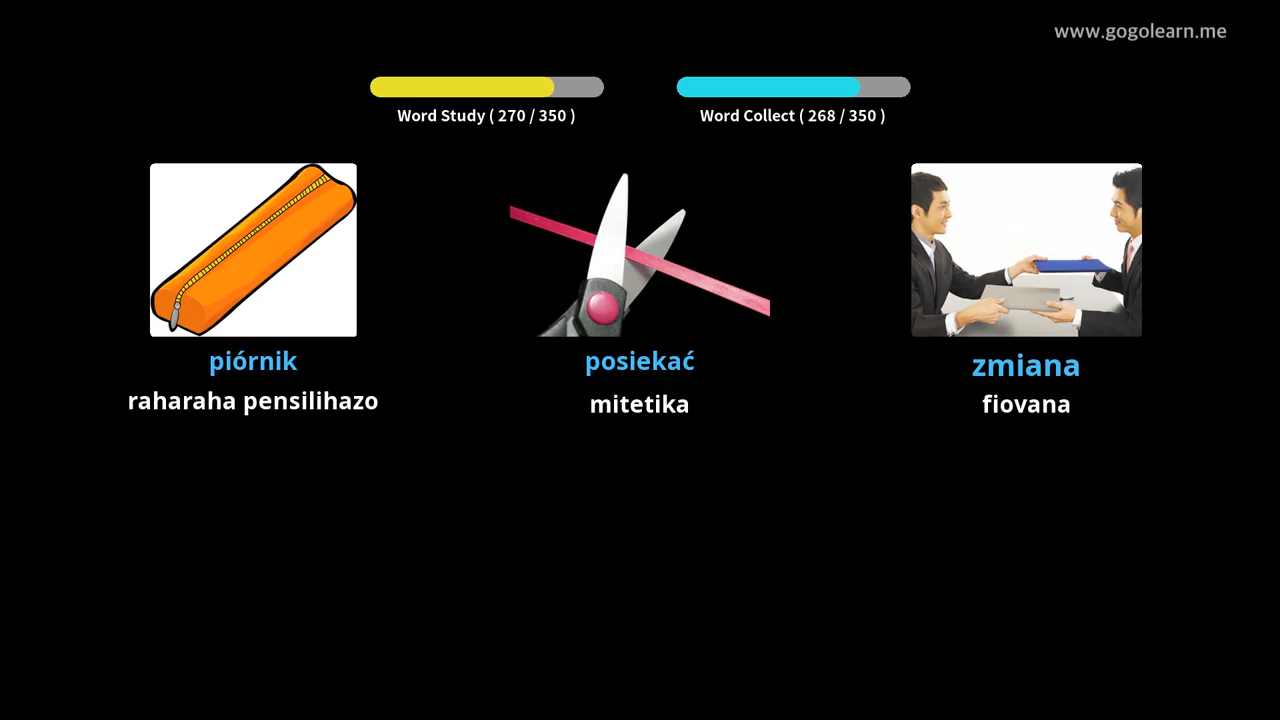 www.gogolearn.me
Word Study ( 270 / 350 )
Word Collect ( 268 / 350 )
piórnik
raharaha pensilihazo
posiekać
mitetika
zmiana
fiovana